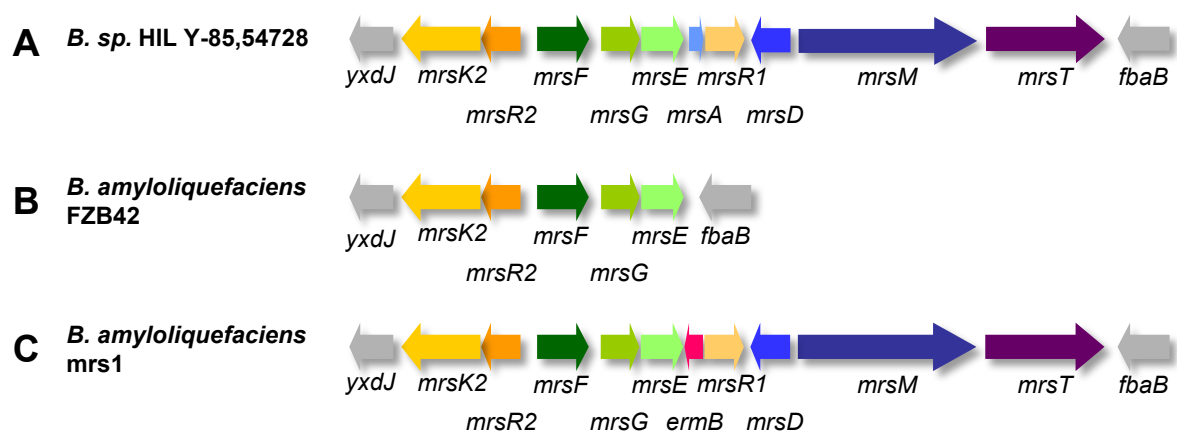 A B. sp. HIL Y-85,54728
yxdJ mrsK2 mrsF mrsE mrsR1 mrsM mrsT fbaB
mrsR2 mrsG mrsA mrsD
B B. amyloliquefaciens
FZB42
yxdJ mrsK2 mrsF mrsE fbaB
mrsR2 mrsG
C B. amyloliquefaciens
mrs1
yxdJ mrsK2 mrsF mrsE mrsR1 mrsM mrsT fbaB
mrsR2 mrsG ermB mrsD